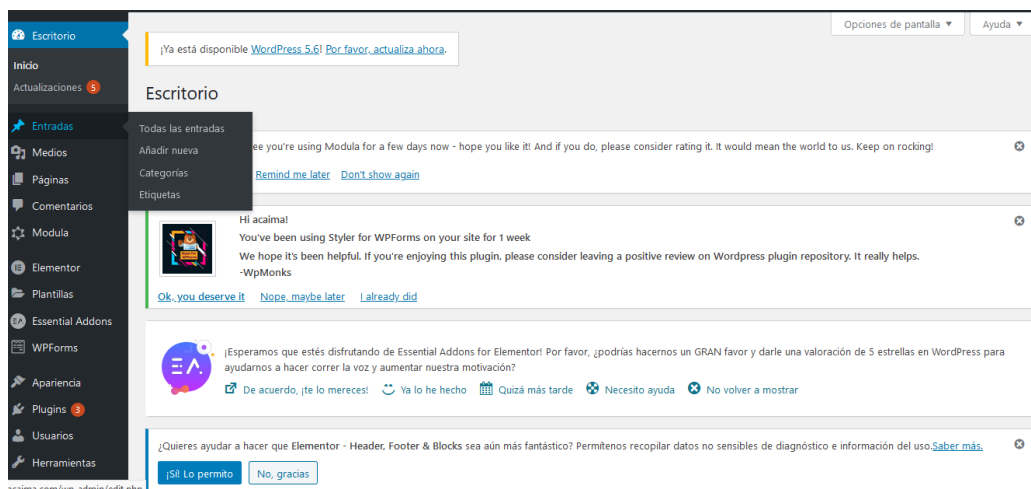 Opciones de pantalla ▼
Ayuda ▼
Escritorio
Inicio
Actualizaciones 5
Entradas
Medios
Páginas
Comentarios
Modula
Elementor
Plantillas
Essential Addons
WPForms
Apariencia
Plugins 3
Usuarios
Herramientas
acaima.com/wp-admin/edit.php
Todas las entradas
Añadir nueva
Categorías
Etiquetas
¡Ya está disponible WordPress 5.6! Por favor, actualiza ahora.
Escritorio
ee you're using Modula for a few days now - hope you like it! And if you do, please consider rating it. It would mean the world to us. Keep on rocking!
Remind me later Don't show again
Hi acaima!
You've been using Styler for WPForms on your site for 1 week
We hope it's been helpful. If you're enjoying this plugin, please consider leaving a positive review on Wordpress plugin repository. It really helps.
-WpMonks
Ok, you deserve it Nope, maybe later I already did
EA
¡Esperamos que estés disfrutando de Essential Addons for Elementor! Por favor, ¿podrías hacernos un GRAN favor y darle una valoración de 5 estrellas en WordPress para
ayudarnos a hacer correr la voz y aumentar nuestra motivación?
De acuerdo, ¡te lo mereces! Ya lo he hecho Quizá más tarde Necesito ayuda No volver a mostrar
¿Quieres ayudar a hacer que Elementor - Header, Footer & Blocks sea aún más fantástico? Permítenos recopilar datos no sensibles de diagnóstico e información del uso.Saber más.
¡Sí! Lo permito
No, gracias